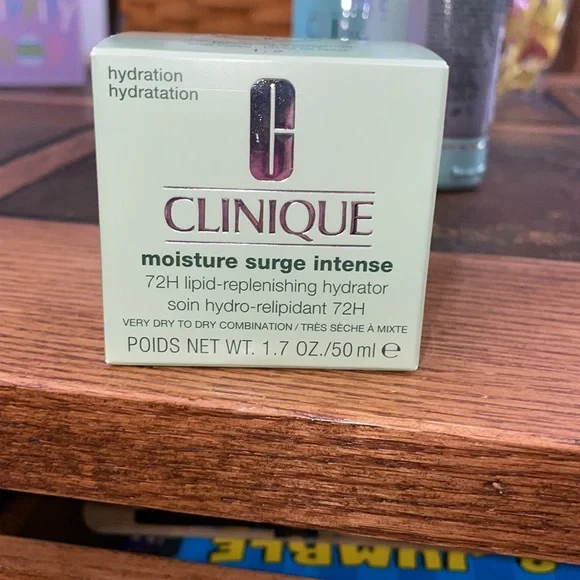 hydration
hydratation
C
CLINIQUE
moisture surge intense
72H lipid-replenishing hydrator
soin hydro-relipidant 72H
VERY DRY TO DRY COMBINATION / TRÈS SÈCHE À MIXTE
POIDS NET WT. 1.7 OZ./50 ml e
& JUMBLE